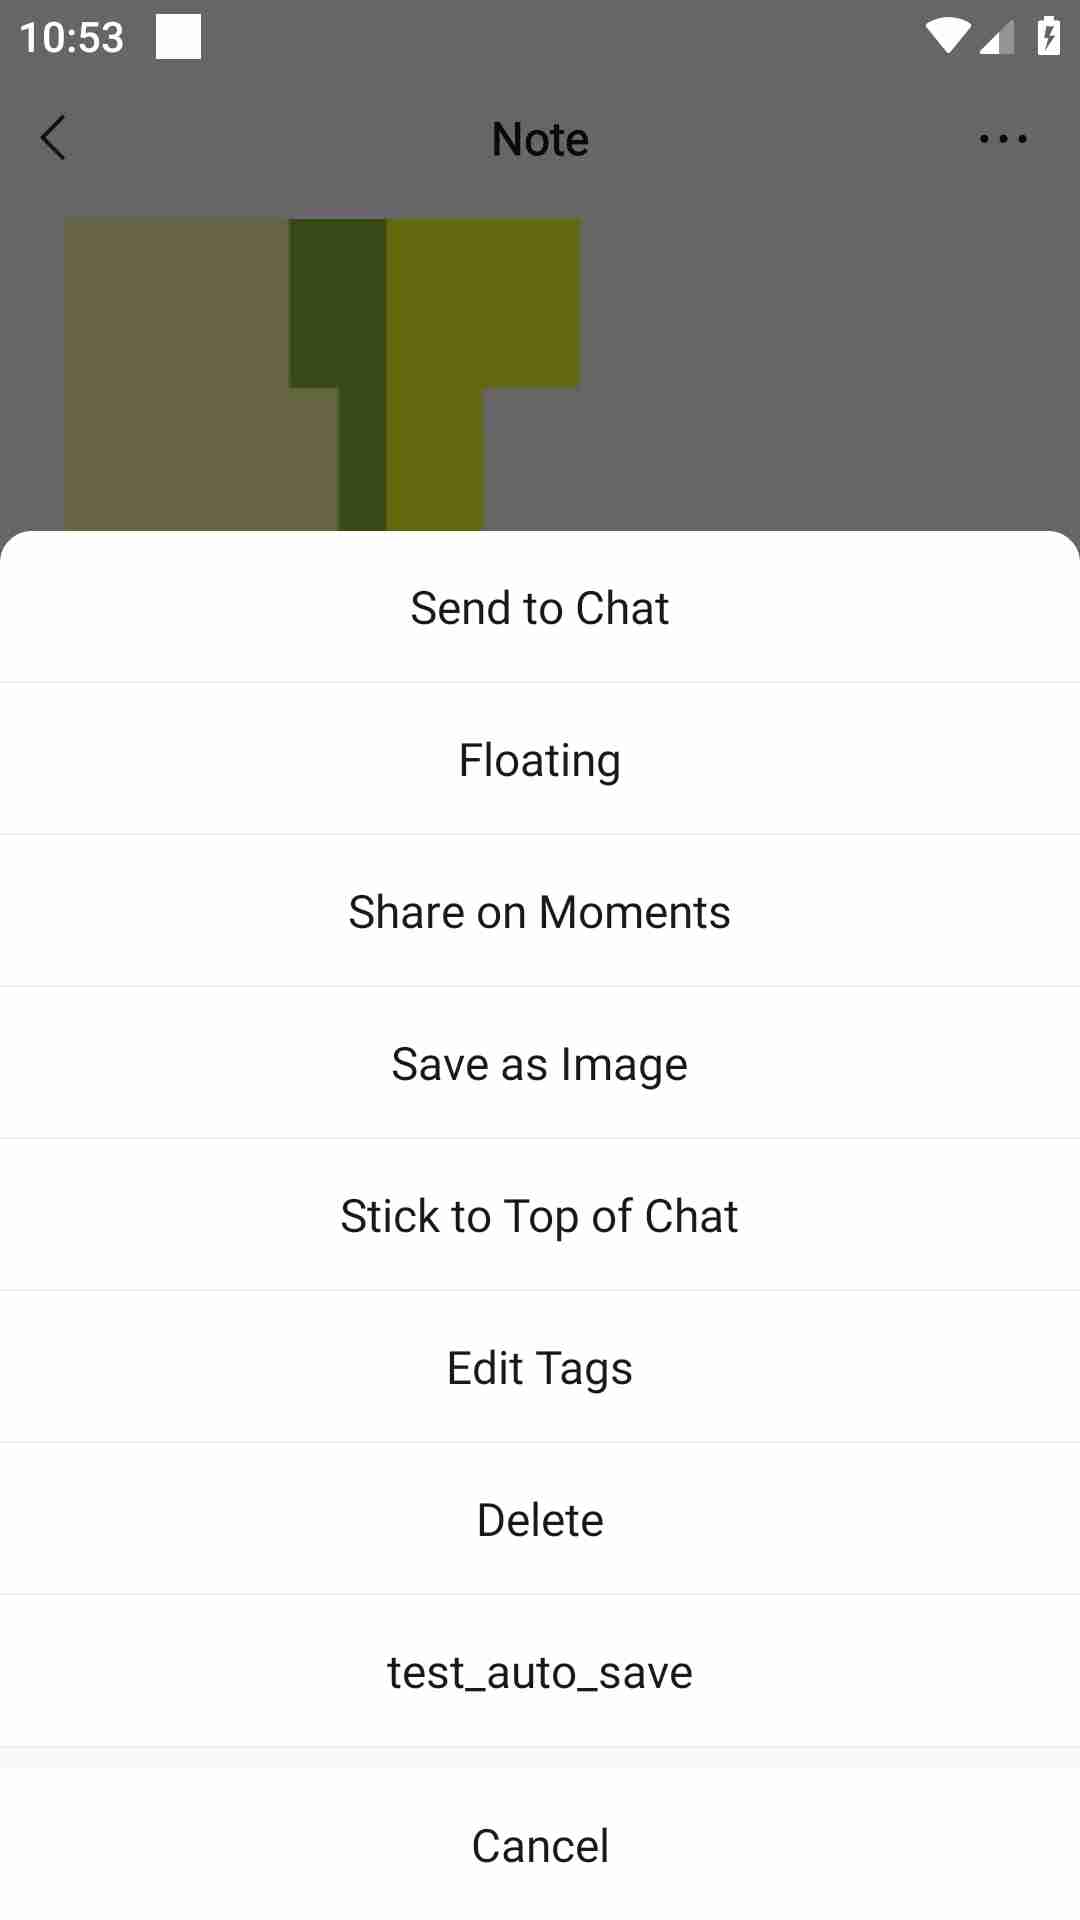 10:53
Note
Send to Chat
Floating
Share on Moments
Save as Image
Stick to Top of Chat
Edit Tags
Delete
test_auto_save
Cancel